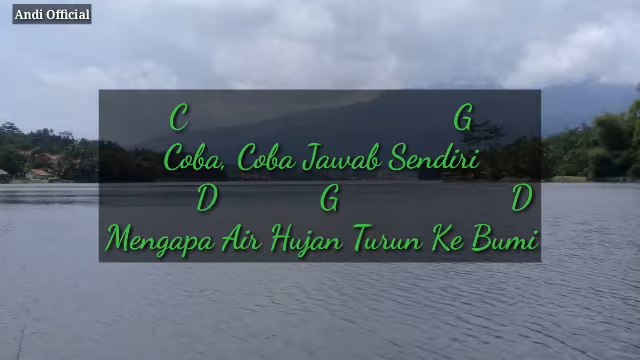 Andi Official
C G
Coba, Coba Jawab Sendiri
D G D
Mengapa Air Hujan Turun Ke Bumi